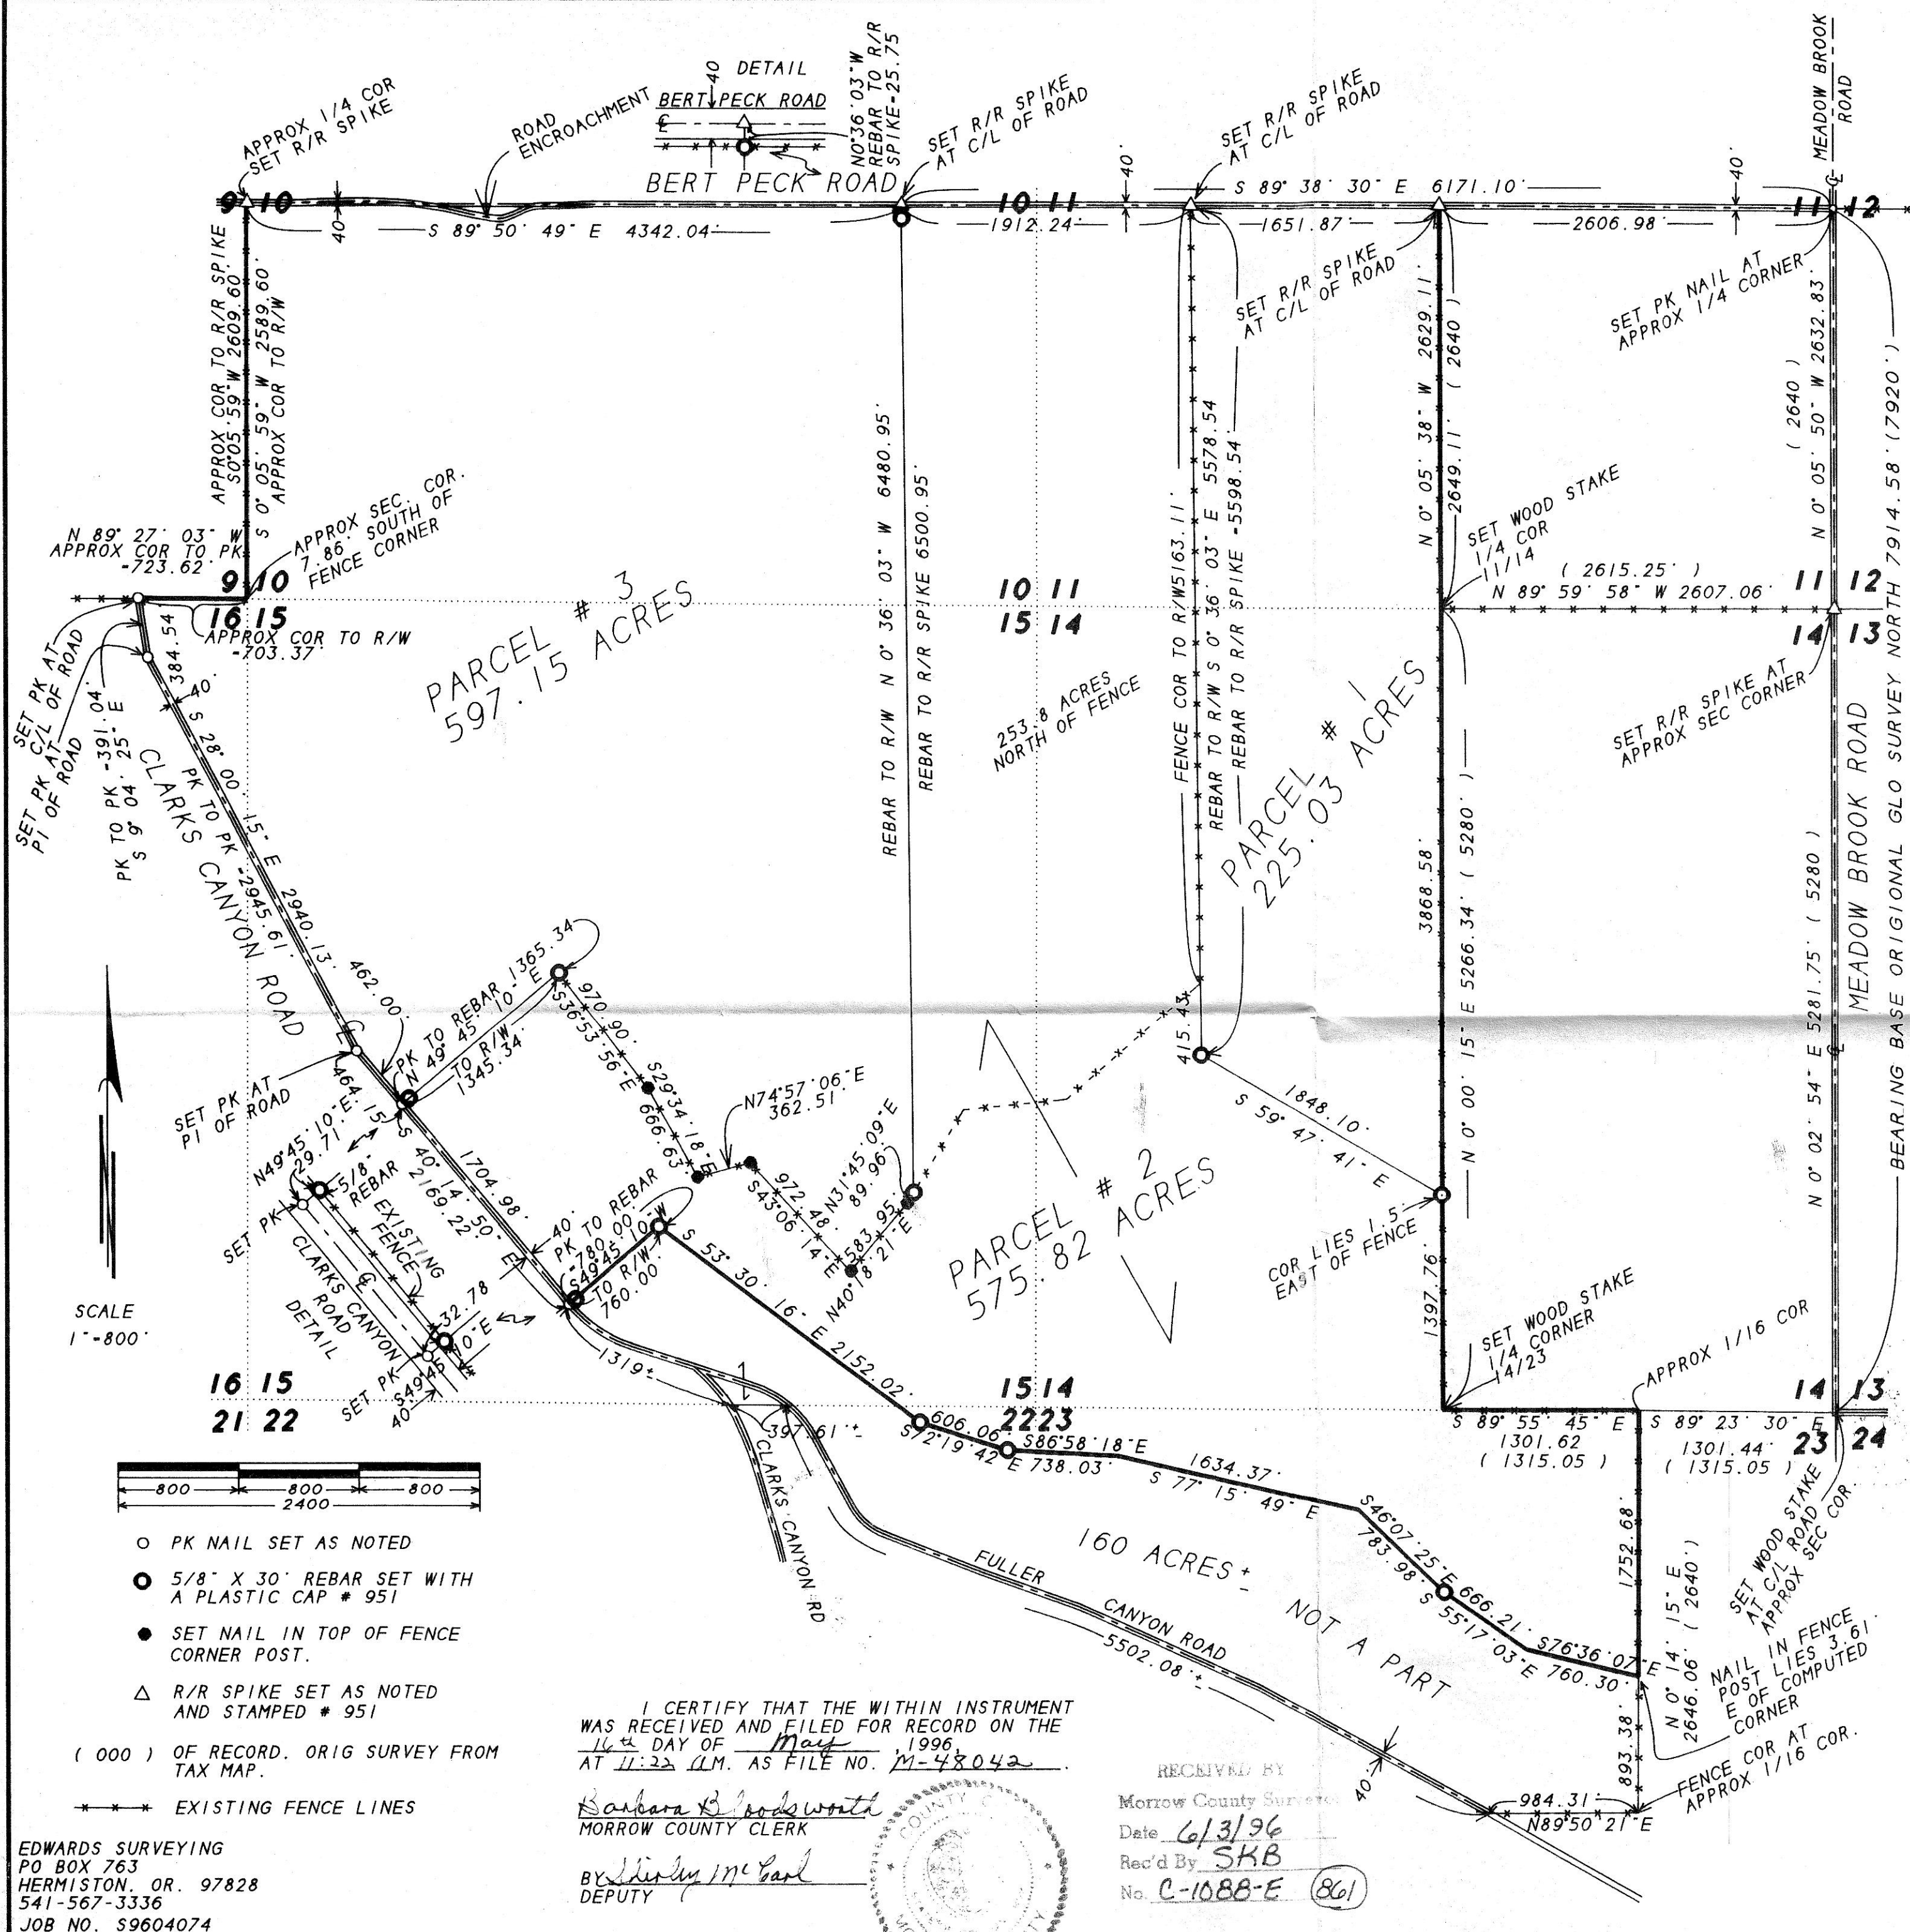 DETAIL
40
BERT PECK ROAD
N0°36'03"W
REBAR TO R/R
SPIKE-25.75
APPROX 1/4 COR
SET R/R SPIKE
ROAD
ENCROACHMENT
BERT PECK ROAD
SET R/R SPIKE
AT C/L OF ROAD
SET R/R SPIKE
AT C/L OF ROAD
MEADOW BROOK
ROAD
9 10
40'
S 89° 50' 49" E 4342.04'
10 11
1912.24'
40'
S 89° 38' 30" E 6171.10'
1651.87'
2606.98
40'
11 12
APPROX COR TO R/R SPIKE
S0°05'59"W 2609.60'
S 0° 05' 59" W 2589.60'
APPROX COR TO R/W
SET R/R SPIKE
AT C/L OF ROAD
SET PK NAIL AT
APPROX 1/4 CORNER
N 0° 05' 38" W 2629.11'
2649.11' ( 2640 )
( 2640 )
N 0° 05' 50" W 2632.83'
BEARING BASE ORIGIONAL GLO SURVEY NORTH 7914.58' (7920')
N 89° 27' 03" W
APPROX COR TO PK
-723.62'
APPROX SEC. COR.
7.86' SOUTH OF
FENCE CORNER
9 10
16 15
APPROX COR TO R/W
-703.37'
SET PK AT
C/L OF ROAD
SET PK AT
PI OF ROAD
PK TO PK -391.04'
S 9° 04' 25" E
384.54'
40'
S 28° 00' 15" E 2940.13'
PK TO PK -2945.61'
CLARKS CANYON ROAD
PARCEL # 3
597.15 ACRES
REBAR TO R/W N 0° 36' 03" W 6480.95'
REBAR TO R/R SPIKE 6500.95'
10 11
15 14
253.8 ACRES
NORTH OF FENCE
FENCE COR TO R/W5163.11'
REBAR TO R/W S 0° 36' 03" E 5578.54
REBAR TO R/R SPIKE -5598.54'
PARCEL # 1
225.03 ACRES
SET WOOD STAKE
1/4 COR
11/14
( 2615.25' )
N 89° 59' 58" W 2607.06'
11 12
14 13
SET R/R SPIKE AT
APPROX SEC CORNER
3868.58'
N 0° 00' 15" E 5266.34' ( 5280' )
N 0° 02' 54" E 5281.75' ( 5280 )
MEADOW BROOK ROAD
462.00'
PK TO REBAR 1365.34
N 49° 45' 10" E
TO R/W
1345.34'
970.90'
S36°53'56"E
S29°34'18"E
666.63'
N74°57'06"E
362.51'
972.48'
S43°06'14"E
N31°45'09"E
89.96'
583.95'
N40°18'21"E
415.43'
1848.10'
S 59° 47' 41" E
SET PK AT
PI OF ROAD
464.15
S 40° 14' 50" E
2169.22'
1704.98'
40'
PK TO REBAR
-780.00'
S49°45'10"W
TO R/W
760.00'
S 53° 30' 16" E 2152.02'
PARCEL # 2
575.82 ACRES
COR LIES 1.5'
EAST OF FENCE
1397.76'
N49°45'10"E
29.71'
5/8"
REBAR
SET PK
EXISTING
FENCE
CLARKS CANYON
ROAD
DETAIL
32.78
S49°45'10"E
SET PK
40
SCALE
1"-800'
16 15
21 22
1319±
397.61'±
CLARKS CANYON RD
15 14
22 23
606.06'
S72°19'42"E
S86°58'18"E
738.03'
1634.37'
S 77° 15' 49" E
SET WOOD STAKE
1/4 CORNER
14/23
APPROX 1/16 COR
S 89° 55' 45" E
1301.62
( 1315.05 )
S 89° 23' 30" E
1301.44'
( 1315.05 )
14 13
23 24
SET WOOD STAKE
AT C/L ROAD
APPROX SEC COR.
S46°07'25"E
783.98'
666.21'
S 55°17'03"E
S76°36'07"E
760.30'
1752.68'
N 0° 14' 15" E
2646.06' ( 2640')
NAIL IN FENCE
POST LIES 3.61'
E OF COMPUTED
CORNER
893.38'
FENCE COR AT
APPROX 1/16 COR.
984.31'
N89°50'21"E
160 ACRES±
NOT A PART
FULLER CANYON ROAD
5502.08'±
40'
800 800 800
2400
PK NAIL SET AS NOTED
5/8" X 30' REBAR SET WITH
A PLASTIC CAP # 951
SET NAIL IN TOP OF FENCE
CORNER POST.
R/R SPIKE SET AS NOTED
AND STAMPED # 951
( 000 ) OF RECORD. ORIG SURVEY FROM
TAX MAP.
EXISTING FENCE LINES
EDWARDS SURVEYING
PO BOX 763
HERMISTON, OR. 97828
541-567-3336
JOB NO. S9604074
I CERTIFY THAT THE WITHIN INSTRUMENT
WAS RECEIVED AND FILED FOR RECORD ON THE
16th DAY OF May, 1996,
AT 11:22 A.M. AS FILE NO. M-48042.
Barbara Bloodsworth
MORROW COUNTY CLERK
BY Shirley McCarl
DEPUTY
COUNTY
RECEIVED BY
Morrow County Surveyor
Date 6/3/96
Rec'd By SKB
No. C-1088-E (861)